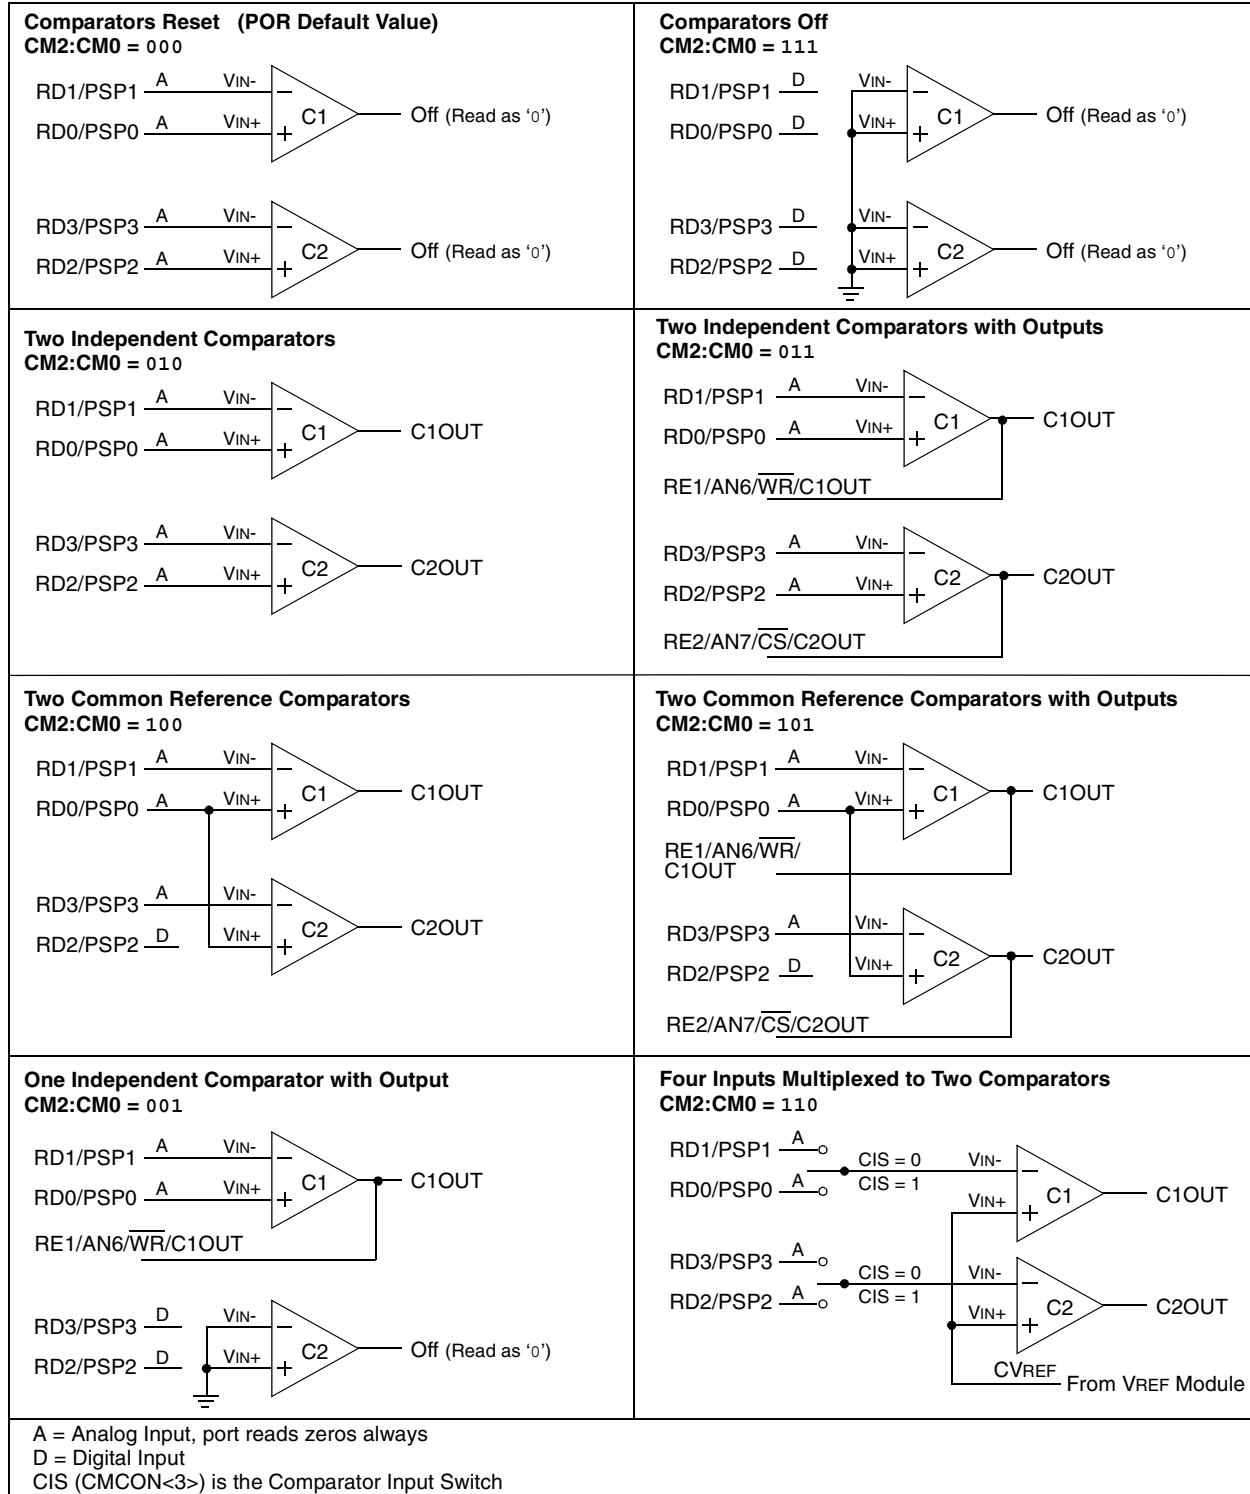 Comparators Reset (POR Default Value)
CM2:CM0 = 000
RD1/PSP1 A VIN-
RD0/PSP0 A VIN+
C1
Off (Read as ‘0’)
RD3/PSP3 A VIN-
RD2/PSP2 A VIN+
C2
Off (Read as ‘0’)
Comparators Off
CM2:CM0 = 111
RD1/PSP1 D VIN-
RD0/PSP0 D VIN+
C1
Off (Read as ‘0’)
RD3/PSP3 D VIN-
RD2/PSP2 D VIN+
C2
Off (Read as ‘0’)
Two Independent Comparators
CM2:CM0 = 010
RD1/PSP1 A VIN-
RD0/PSP0 A VIN+
C1
C1OUT
RD3/PSP3 A VIN-
RD2/PSP2 A VIN+
C2
C2OUT
Two Independent Comparators with Outputs
CM2:CM0 = 011
RD1/PSP1 A VIN-
RD0/PSP0 A VIN+
C1
C1OUT
RE1/AN6/WR/C1OUT
RD3/PSP3 A VIN-
RD2/PSP2 A VIN+
C2
C2OUT
RE2/AN7/CS/C2OUT
Two Common Reference Comparators
CM2:CM0 = 100
RD1/PSP1 A VIN-
RD0/PSP0 A VIN+
C1
C1OUT
RD3/PSP3 A VIN-
RD2/PSP2 D VIN+
C2
C2OUT
Two Common Reference Comparators with Outputs
CM2:CM0 = 101
RD1/PSP1 A VIN-
RD0/PSP0 A VIN+
C1
C1OUT
RE1/AN6/WR/
C1OUT
RD3/PSP3 A VIN-
RD2/PSP2 D VIN+
C2
C2OUT
RE2/AN7/CS/C2OUT
One Independent Comparator with Output
CM2:CM0 = 001
RD1/PSP1 A VIN-
RD0/PSP0 A VIN+
C1
C1OUT
RE1/AN6/WR/C1OUT
RD3/PSP3 D VIN-
RD2/PSP2 D VIN+
C2
Off (Read as ‘0’)
Four Inputs Multiplexed to Two Comparators
CM2:CM0 = 110
RD1/PSP1 A
CIS = 0 VIN-
RD0/PSP0 A CIS = 1
VIN+
C1
C1OUT
RD3/PSP3 A
CIS = 0 VIN-
RD2/PSP2 A CIS = 1
VIN+
C2
C2OUT
CVREF
From VREF Module
A = Analog Input, port reads zeros always
D = Digital Input
CIS (CMCON<3>) is the Comparator Input Switch